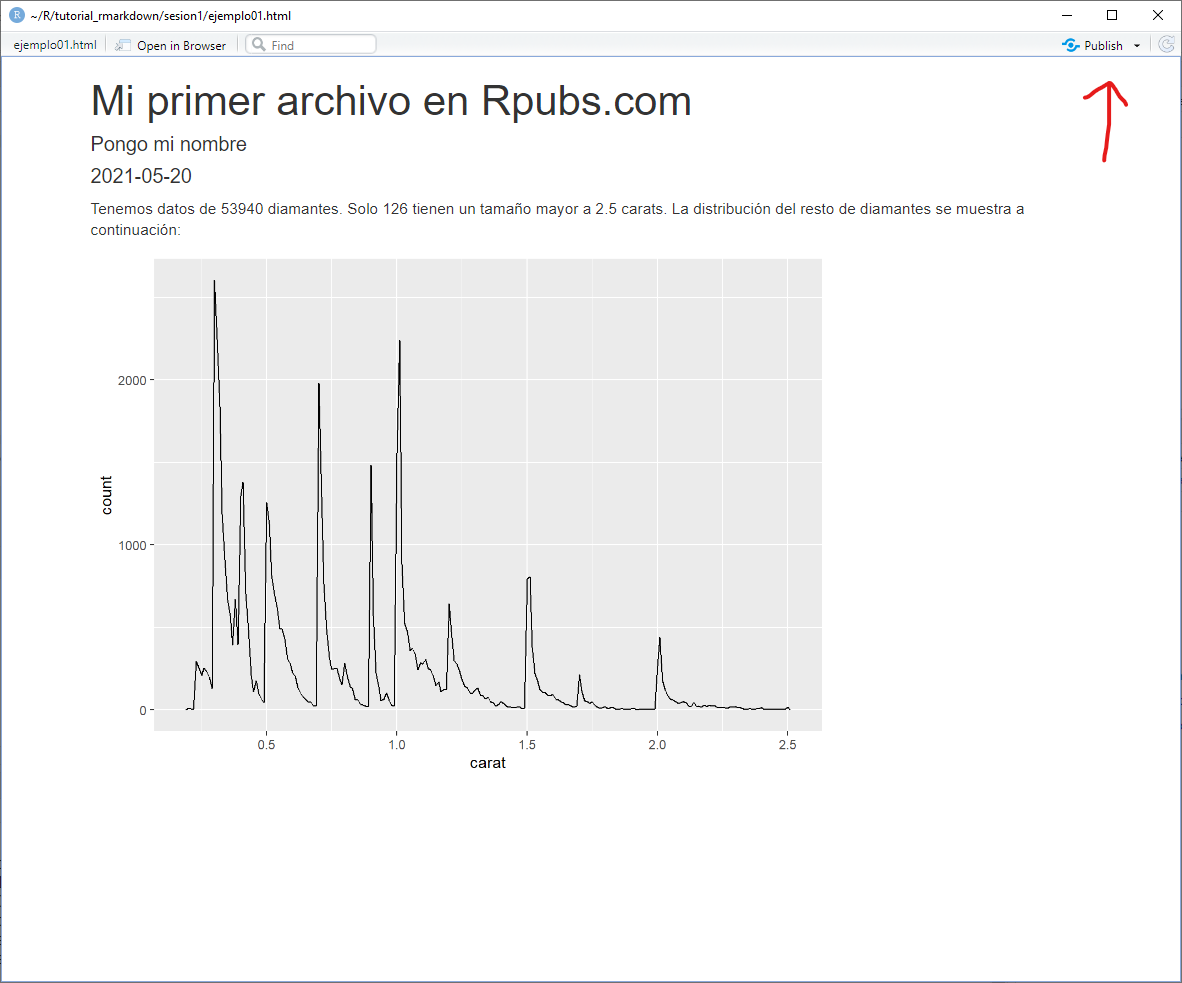 R ~/R/tutorial_rmarkdown/sesion1/ejemplo01.html
ejemplo01.html Open in Browser Find Publish
Mi primer archivo en Rpubs.com
Pongo mi nombre
2021-05-20
Tenemos datos de 53940 diamantes. Solo 126 tienen un tamaño mayor a 2.5 carats. La distribución del resto de diamantes se muestra a
continuación:
2000
1000
0
count
0.5 1.0 1.5 2.0 2.5
carat